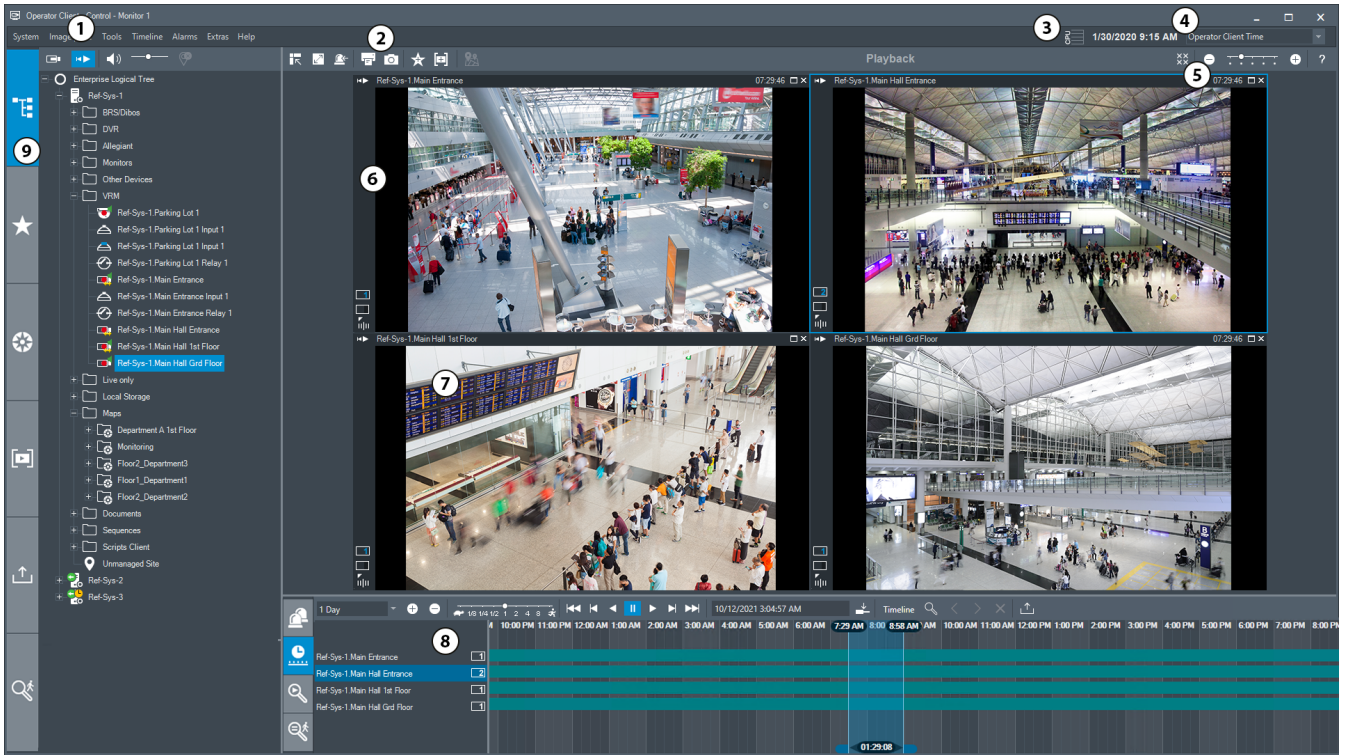 Operator Client - Control - Monitor 1
System Image Tools Timeline Alarms Extras Help
1
2
3
4
5
6
7
8
9
CPU
1/30/2020 9:15 AM
Operator Client Time
Playback
?
Enterprise Logical Tree
Ref-Sys-1
BRS/Dibos
DVR
Allegiant
Monitors
Other Devices
VRM
Ref-Sys-1.Parking Lot 1
Ref-Sys-1.Parking Lot 1 Input 1
Ref-Sys-1.Parking Lot 1 Input 1
Ref-Sys-1.Parking Lot 1 Relay 1
Ref-Sys-1.Main Entrance
Ref-Sys-1.Main Entrance Input 1
Ref-Sys-1.Main Entrance Relay 1
Ref-Sys-1.Main Hall Entrance
Ref-Sys-1.Main Hall 1st Floor
Ref-Sys-1.Main Hall Grd Floor
Live only
Local Storage
Maps
Department A 1st Floor
Monitoring
Floor2_Department3
Floor1_Department1
Floor2_Department2
Documents
Sequences
Scripts Client
Unmanaged Site
Ref-Sys-2
Ref-Sys-3
Ref-Sys-1.Main Entrance 07:29:46
1
Ref-Sys-1.Main Hall Entrance 07:29:46
2
Ref-Sys-1.Main Hall 1st Floor
1
Ref-Sys-1.Main Hall Grd Floor 07:29:46
1
B
1 Day
1/8 1/4 1/2 1 2 4 8
10/12/2021 3:04:57 AM
Timeline
10:00 PM 11:00 PM 12:00 AM 1:00 AM 2:00 AM 3:00 AM 4:00 AM 5:00 AM 6:00 AM 7:29 AM 8:00 8:58 AM AM 10:00 AM 11:00 AM 12:00 PM 1:00 PM 2:00 PM 3:00 PM 4:00 PM 5:00 PM 6:00 PM 7:00 PM 8:00 PM
Ref-Sys-1.Main Entrance 1
Ref-Sys-1.Main Hall Entrance 2
Ref-Sys-1.Main Hall 1st Floor 1
Ref-Sys-1.Main Hall Grd Floor 1
01:29:08